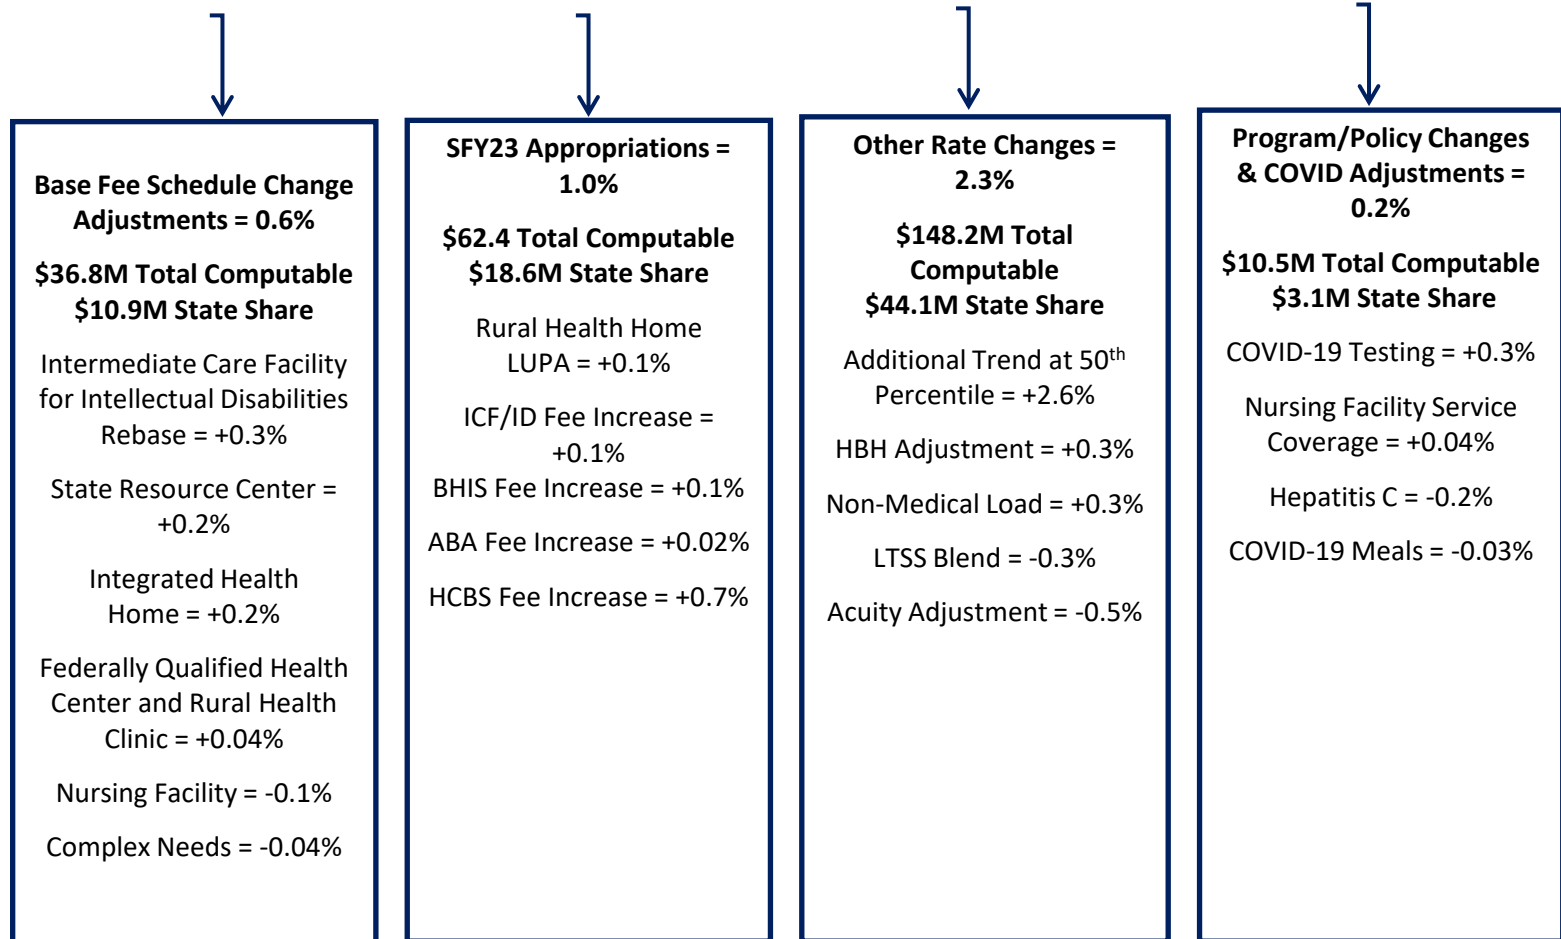 Base Fee Schedule Change
Adjustments = 0.6%
$36.8M Total Computable
$10.9M State Share
Intermediate Care Facility
for Intellectual Disabilities
Rebase = +0.3%
State Resource Center =
+0.2%
Integrated Health
Home = +0.2%
Federally Qualified Health
Center and Rural Health
Clinic = +0.04%
Nursing Facility = -0.1%
Complex Needs = -0.04%
SFY23 Appropriations =
1.0%
$62.4 Total Computable
$18.6M State Share
Rural Health Home
LUPA = +0.1%
ICF/ID Fee Increase =
+0.1%
BHIS Fee Increase = +0.1%
ABA Fee Increase = +0.02%
HCBS Fee Increase = +0.7%
Other Rate Changes =
2.3%
$148.2M Total
Computable
$44.1M State Share
Additional Trend at 50th
Percentile = +2.6%
HBH Adjustment = +0.3%
Non-Medical Load = +0.3%
LTSS Blend = -0.3%
Acuity Adjustment = -0.5%
Program/Policy Changes
& COVID Adjustments =
0.2%
$10.5M Total Computable
$3.1M State Share
COVID-19 Testing = +0.3%
Nursing Facility Service
Coverage = +0.04%
Hepatitis C = -0.2%
COVID-19 Meals = -0.03%